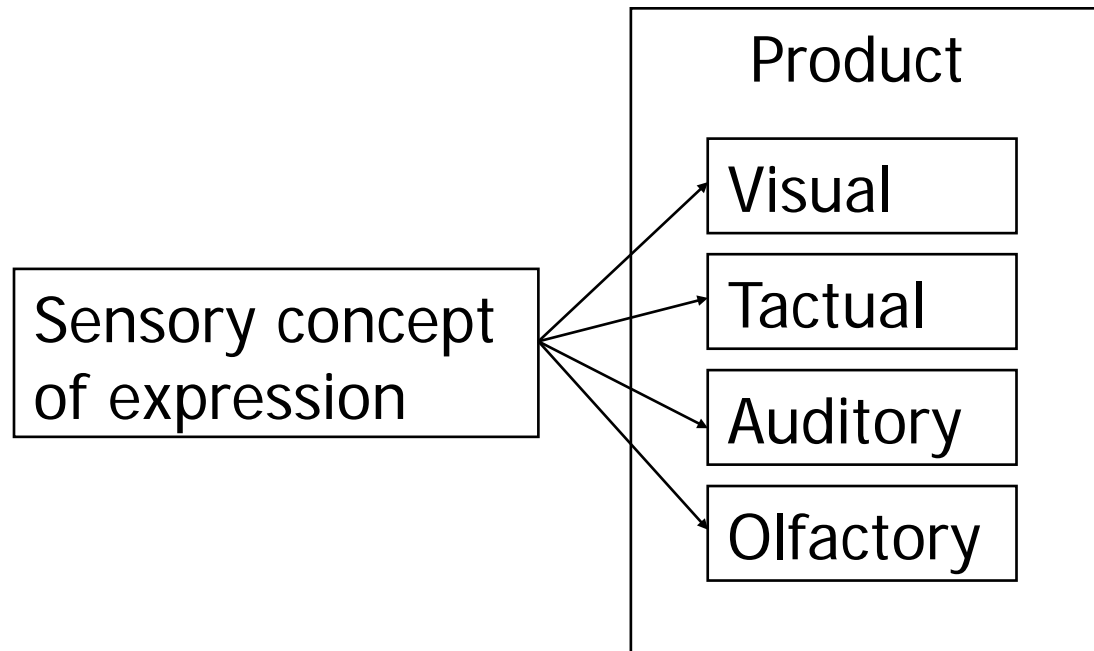 Product
Visual
Tactual
Sensory concept
of expression
Auditory
Olfactory